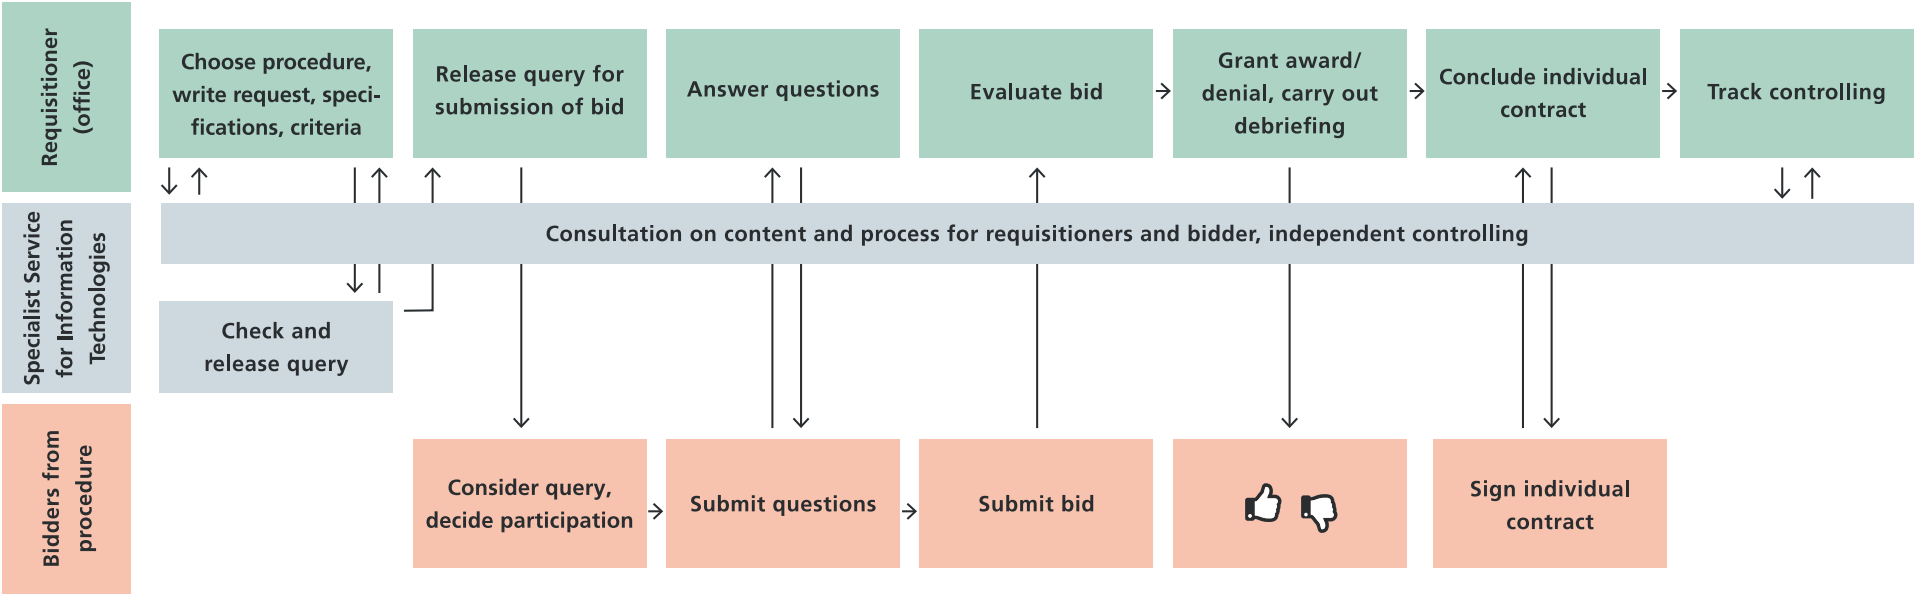 Requisitioner
(office)
Choose procedure,
write request, speci-
fications, criteria
Release query for
submission of bid
Answer questions
Evaluate bid
Grant award/
denial, carry out
debriefing
Conclude individual
contract
Track controlling
Specialist Service
for Information
Technologies
Consultation on content and process for requisitioners and bidder, independent controlling
Check and
release query
Bidders from
procedure
Consider query,
decide participation
Submit questions
Submit bid
Sign individual
contract